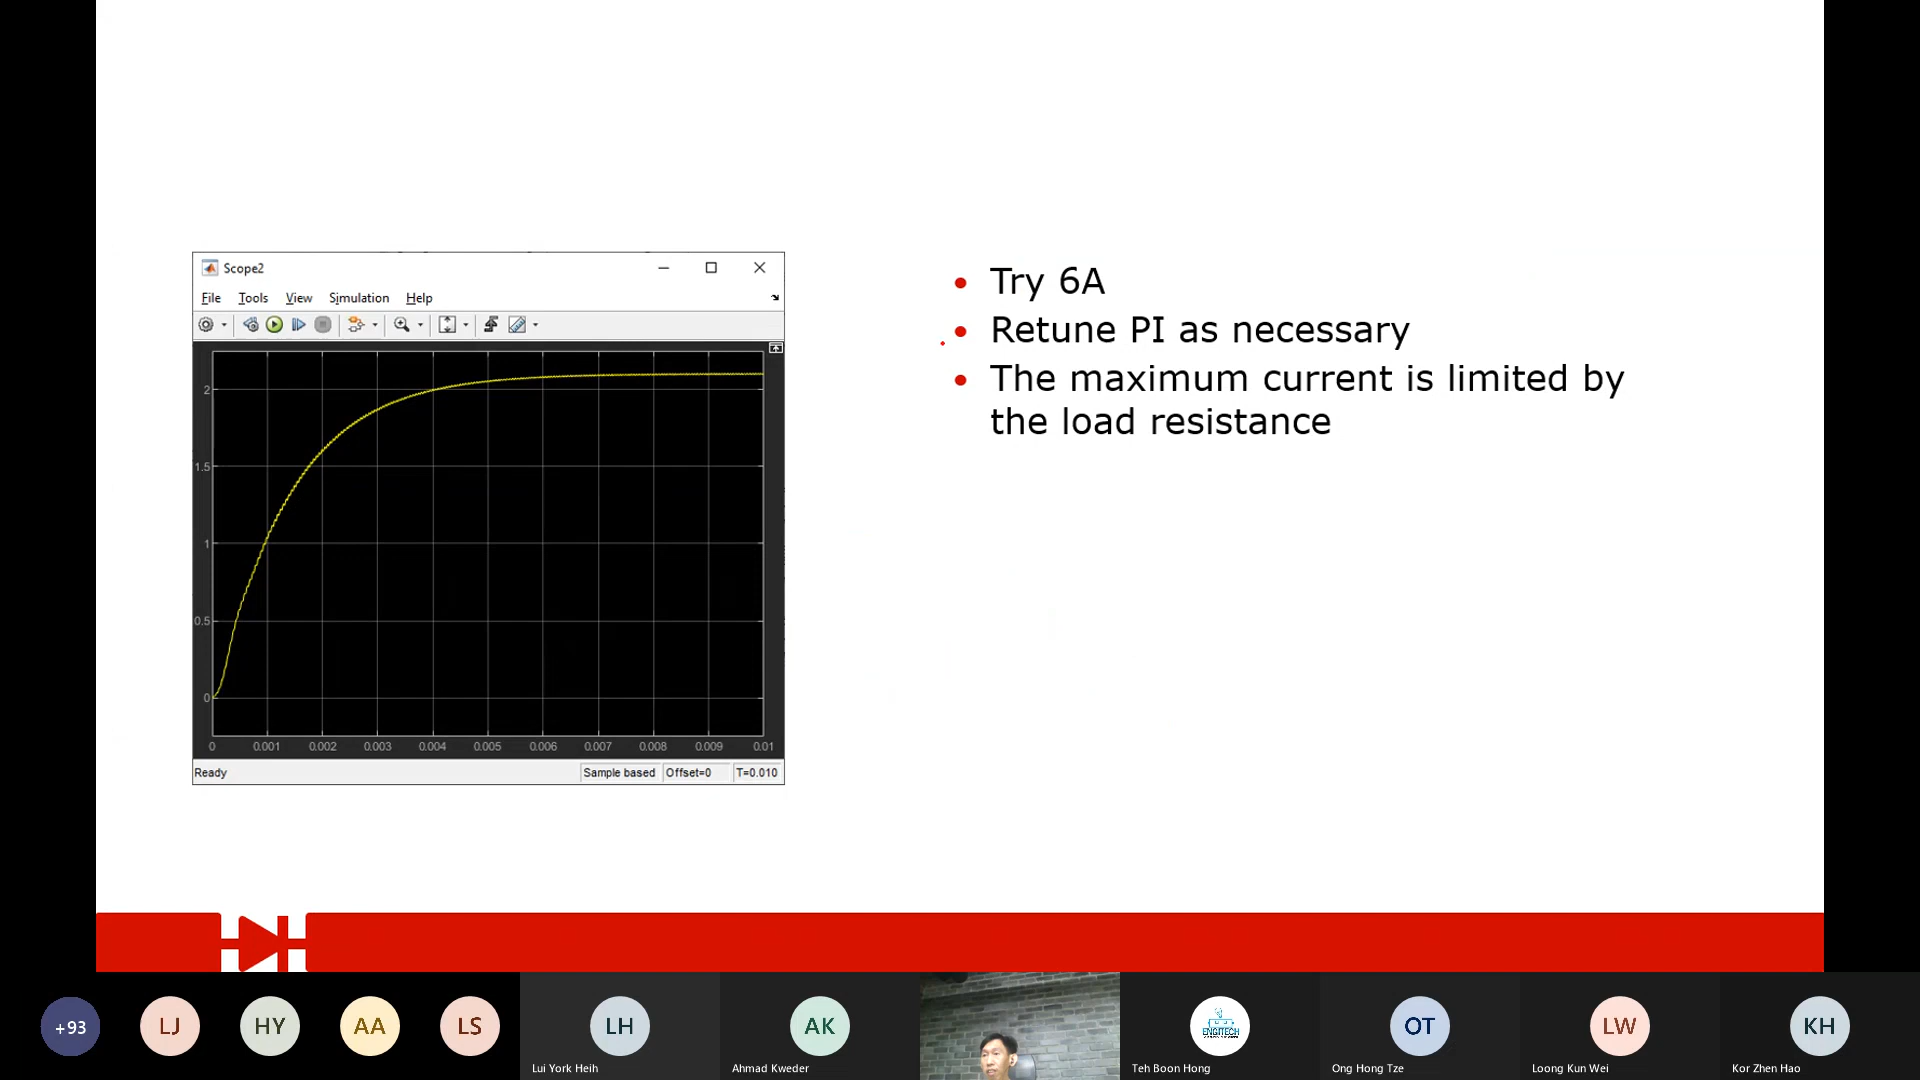 Scope2
File Tools View Simulation Help
2
1.5
1
0.5
0
0 0.001 0.002 0.003 0.004 0.005 0.006 0.007 0.008 0.009 0.01
Ready Sample based Offset=0 T=0.010
Try 6A
Retune PI as necessary
The maximum current is limited by
the load resistance
+93
LJ
HY
AA
LS
LH
Lui York Heih
AK
Ahmad Kweder
ENGITECH
Teh Boon Hong
OT
Ong Hong Tze
LW
Loong Kun Wei
KH
Kor Zhen Hao